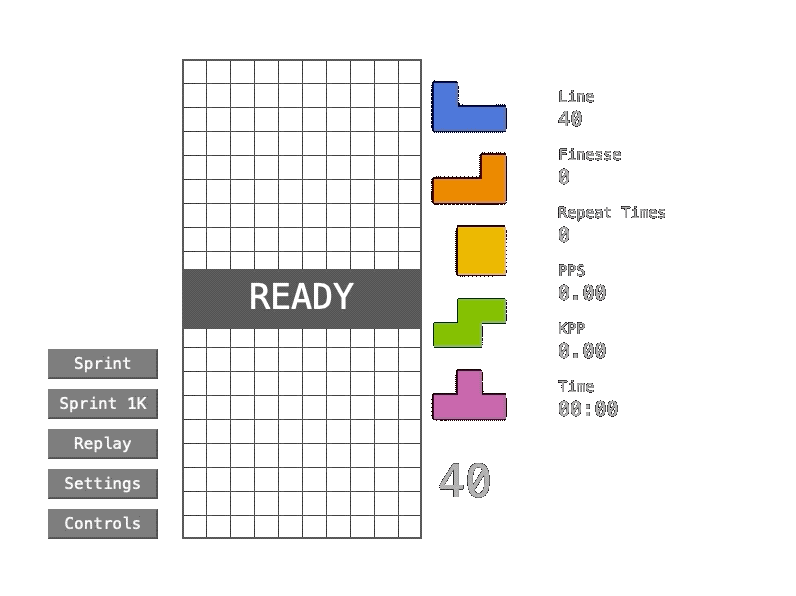 READY
Sprint
Sprint 1K
Replay
Settings
Controls
40
Line
40
Finesse
0
Repeat Times
0
PPS
0.00
KPP
0.00
Time
00:00